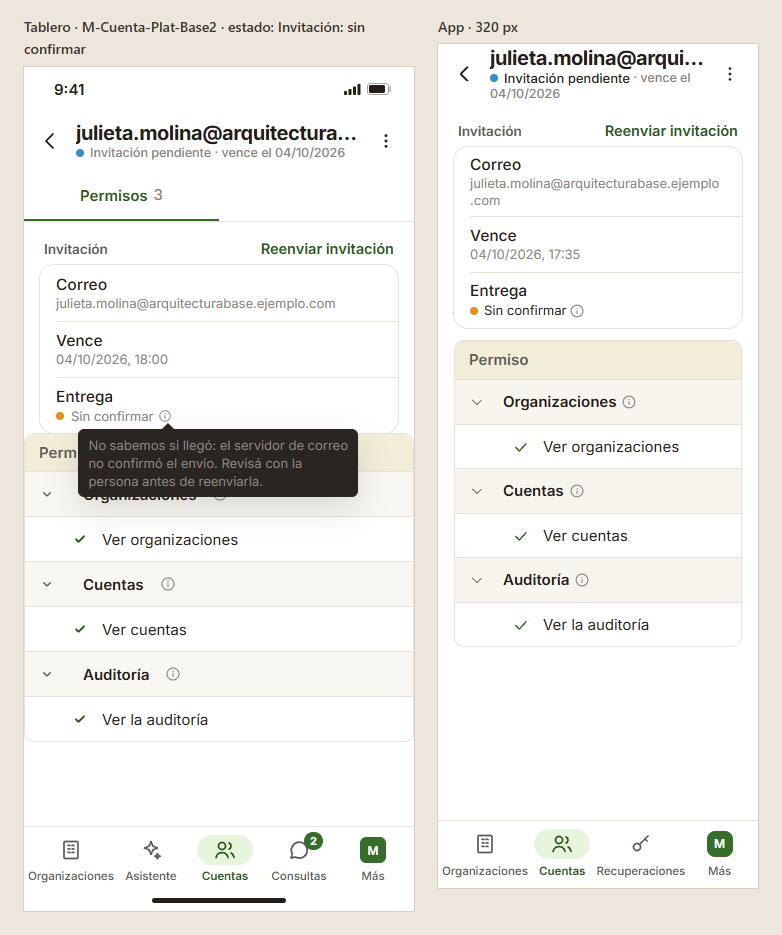 Tablero · M-Cuenta-Plat-Base2 · estado: Invitación: sin
confirmar
9:41
julieta.molina@arquitectura...
Invitación pendiente · vence el 04/10/2026
Permisos 3
Invitación
Reenviar invitación
Correo
julieta.molina@arquitecturabase.ejemplo.com
Vence
04/10/2026, 18:00
Entrega
Sin confirmar
No sabemos si llegó: el servidor de correo
no confirmó el envío. Revisá con la
persona antes de reenviarla.
Perm
Organizaciones
Ver organizaciones
Cuentas
Ver cuentas
Auditoría
Ver la auditoría
2
M
Organizaciones
Asistente
Cuentas
Consultas
Más
App · 320 px
julieta.molina@arqui...
Invitación pendiente · vence el
04/10/2026
Invitación
Reenviar invitación
Correo
julieta.molina@arquitecturabase.ejemplo
.com
Vence
04/10/2026, 17:35
Entrega
Sin confirmar
Permiso
Organizaciones
Ver organizaciones
Cuentas
Ver cuentas
Auditoría
Ver la auditoría
M
Organizaciones
Cuentas
Recuperaciones
Más